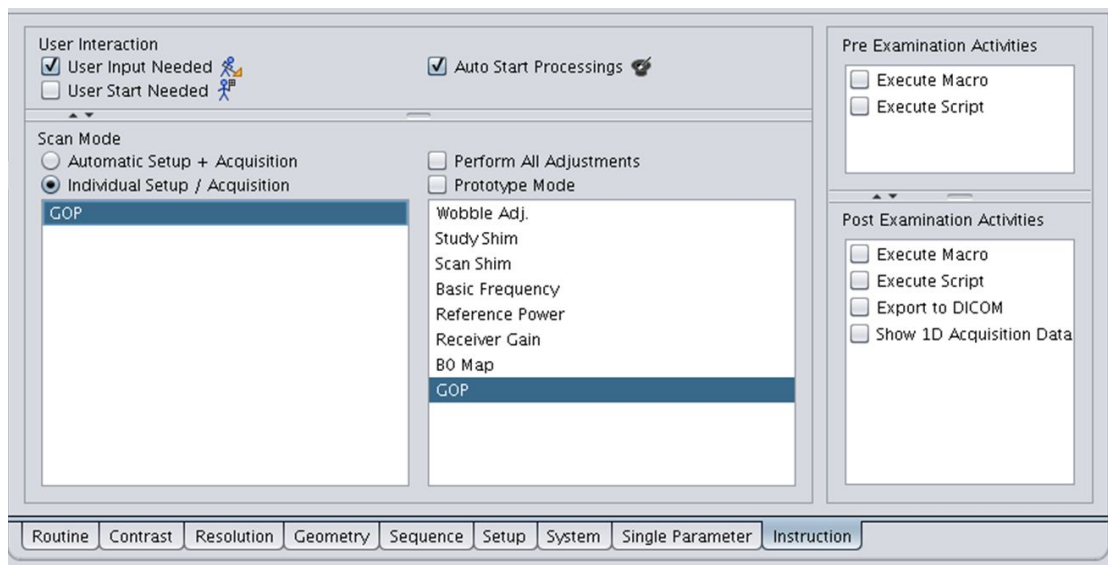 User Interaction
User Input Needed
Auto Start Processings
User Start Needed
Scan Mode
Automatic Setup + Acquisition
Perform All Adjustments
Individual Setup / Acquisition
Prototype Mode
GOP
Wobble Adj.
Study Shim
Scan Shim
Basic Frequency
Reference Power
Receiver Gain
B0 Map
GOP
Pre Examination Activities
Execute Macro
Execute Script
Post Examination Activities
Execute Macro
Execute Script
Export to DICOM
Show 1D Acquisition Data
Routine Contrast Resolution Geometry Sequence Setup System Single Parameter Instruction